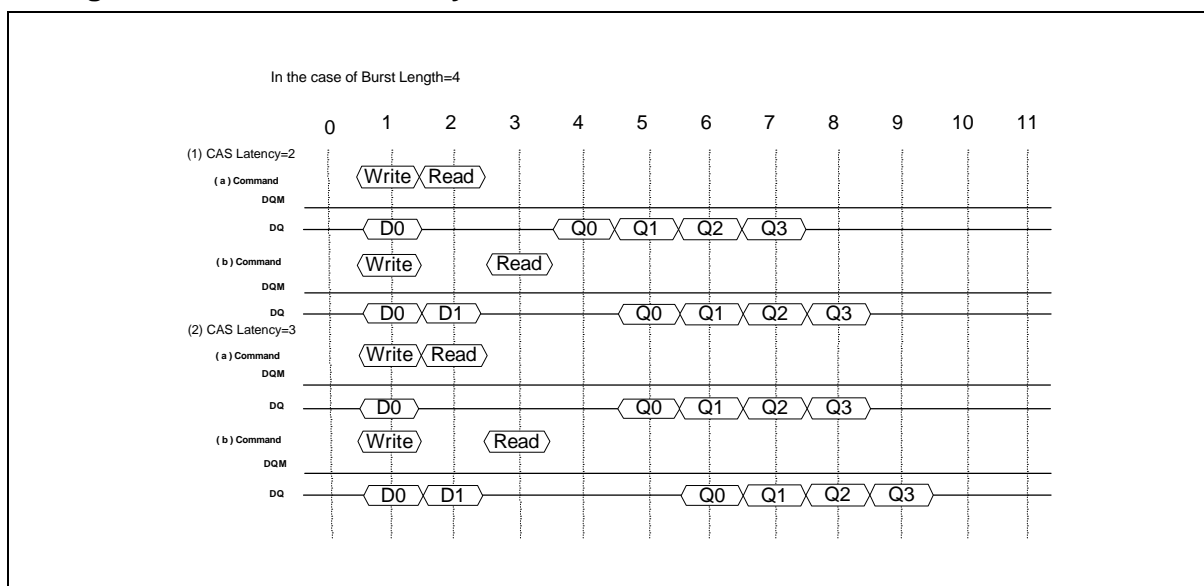 In the case of Burst Length=4
0 1 2 3 4 5 6 7 8 9 10 11
(1) CAS Latency=2
( a ) Command Write Read
DQM
DQ D0 Q0 Q1 Q2 Q3
( b ) Command Write Read
DQM
DQ D0 D1 Q0 Q1 Q2 Q3
(2) CAS Latency=3
( a ) Command Write Read
DQM
DQ D0 Q0 Q1 Q2 Q3
( b ) Command Write Read
DQM
DQ D0 D1 Q0 Q1 Q2 Q3